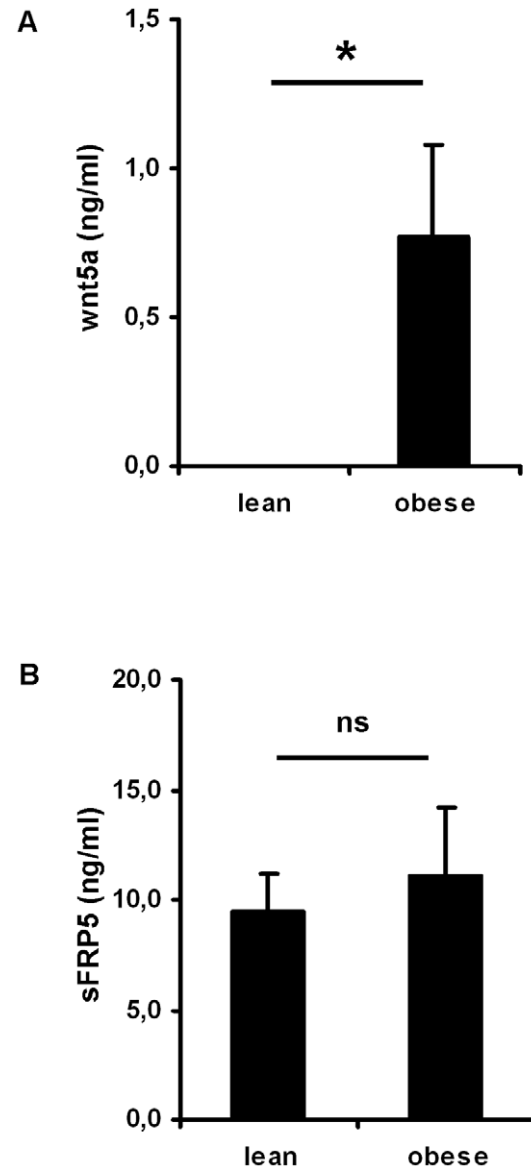 A
1,5
*
1,0
wnt5a (ng/ml)
0,5
0,0
lean obese
B
20,0
ns
15,0
sFRP5 (ng/ml)
10,0
5,0
0,0
lean obese